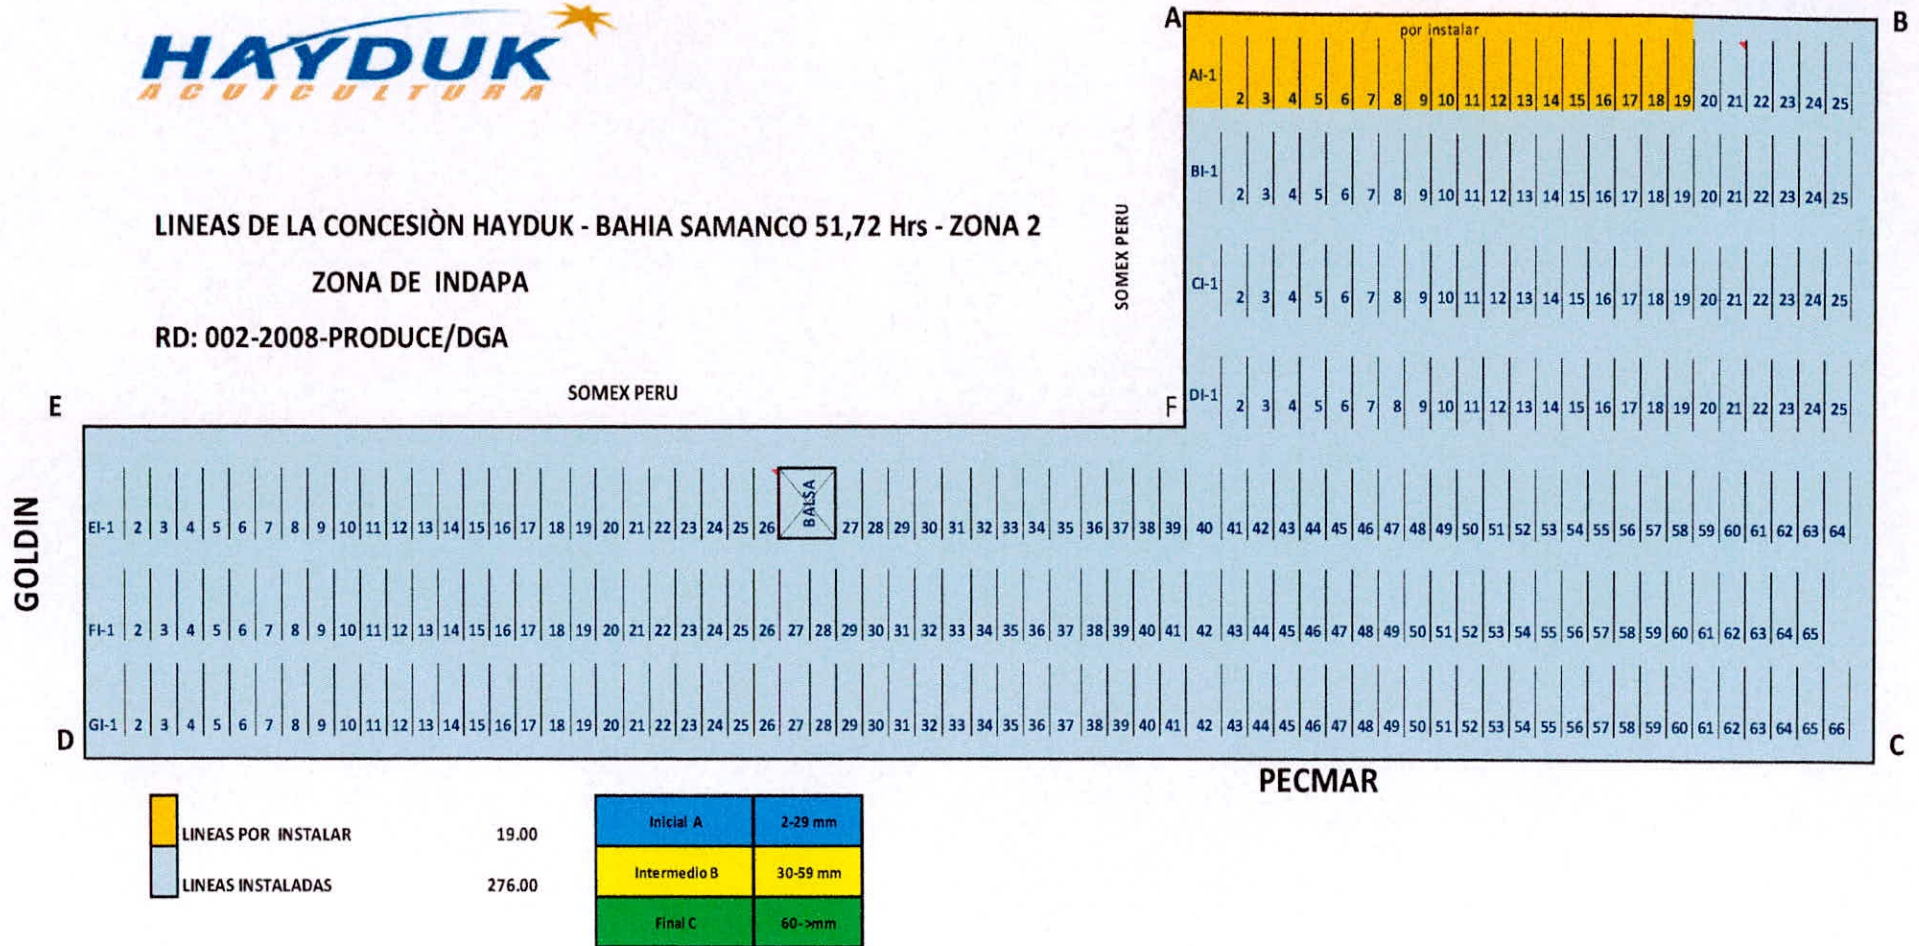 HAYDUK
ACUICULTURA
LINEAS DE LA CONCESIÒN HAYDUK - BAHIA SAMANCO 51,72 Hrs - ZONA 2
ZONA DE INDAPA
RD: 002-2008-PRODUCE/DGA
SOMEX PERU
SOMEX PERU
A
B
por instalar
AI-1 2 3 4 5 6 7 8 9 10 11 12 13 14 15 16 17 18 19 20 21 22 23 24 25
BI-1 2 3 4 5 6 7 8 9 10 11 12 13 14 15 16 17 18 19 20 21 22 23 24 25
CI-1 2 3 4 5 6 7 8 9 10 11 12 13 14 15 16 17 18 19 20 21 22 23 24 25
DI-1 2 3 4 5 6 7 8 9 10 11 12 13 14 15 16 17 18 19 20 21 22 23 24 25
E
F
GOLDIN
EI-1 2 3 4 5 6 7 8 9 10 11 12 13 14 15 16 17 18 19 20 21 22 23 24 25 26 BALSA 27 28 29 30 31 32 33 34 35 36 37 38 39 40 41 42 43 44 45 46 47 48 49 50 51 52 53 54 55 56 57 58 59 60 61 62 63 64
FI-1 2 3 4 5 6 7 8 9 10 11 12 13 14 15 16 17 18 19 20 21 22 23 24 25 26 27 28 29 30 31 32 33 34 35 36 37 38 39 40 41 42 43 44 45 46 47 48 49 50 51 52 53 54 55 56 57 58 59 60 61 62 63 64 65
GI-1 2 3 4 5 6 7 8 9 10 11 12 13 14 15 16 17 18 19 20 21 22 23 24 25 26 27 28 29 30 31 32 33 34 35 36 37 38 39 40 41 42 43 44 45 46 47 48 49 50 51 52 53 54 55 56 57 58 59 60 61 62 63 64 65 66
D
C
PECMAR
LINEAS POR INSTALAR 19.00
LINEAS INSTALADAS 276.00
Inicial A 2-29 mm
Intermedio B 30-59 mm
Final C 60->mm